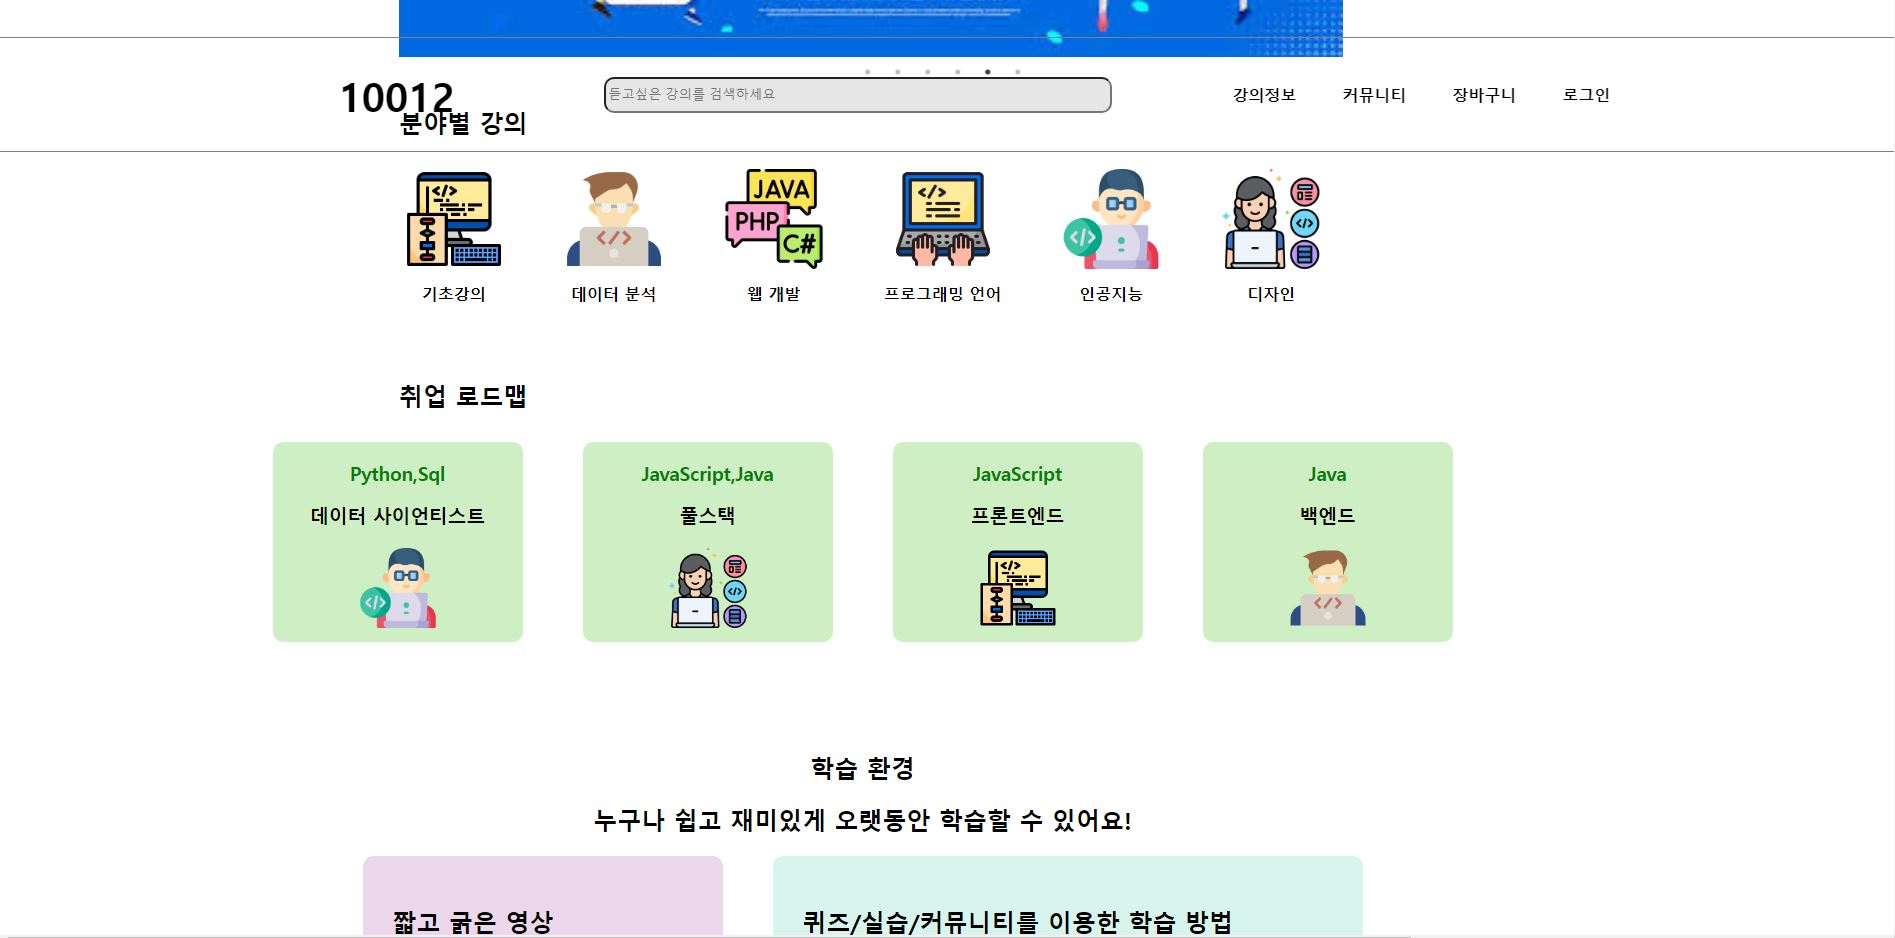 10012
듣고싶은 강의를 검색하세요
강의정보 커뮤니티 장바구니 로그인
분야별 강의
JAVA
PHP
C#
기초강의 데이터 분석 웹 개발 프로그래밍 언어 인공지능 디자인
취업 로드맵
Python,Sql JavaScript,Java JavaScript Java
데이터 사이언티스트 풀스택 프론트엔드 백엔드
학습 환경
누구나 쉽고 재미있게 오랫동안 학습할 수 있어요!
짧고 굵은 영상 퀴즈/실습/커뮤니티를 이용한 학습 방법